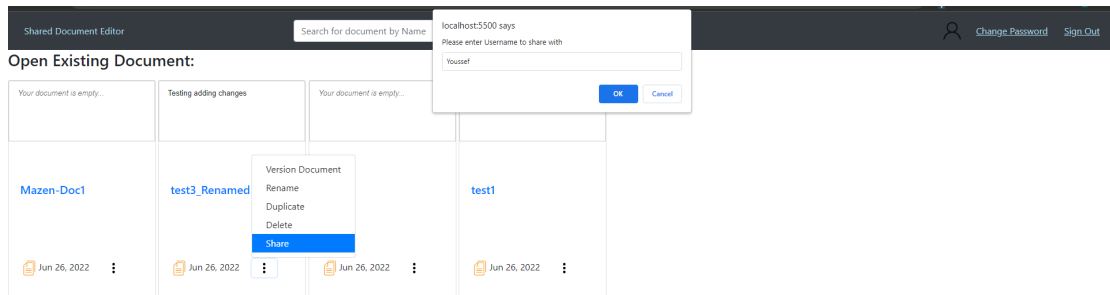 Shared Document Editor
Search for document by Name
localhost:5500 says
Please enter Username to share with
Youssef
OK
Cancel
Change Password
Sign Out
Open Existing Document:
Your document is empty...
Testing adding changes
Your document is empty...
Mazen-Doc1
test3_Renamed
test1
Version Document
Rename
Duplicate
Delete
Share
Jun 26, 2022
Jun 26, 2022
Jun 26, 2022
Jun 26, 2022